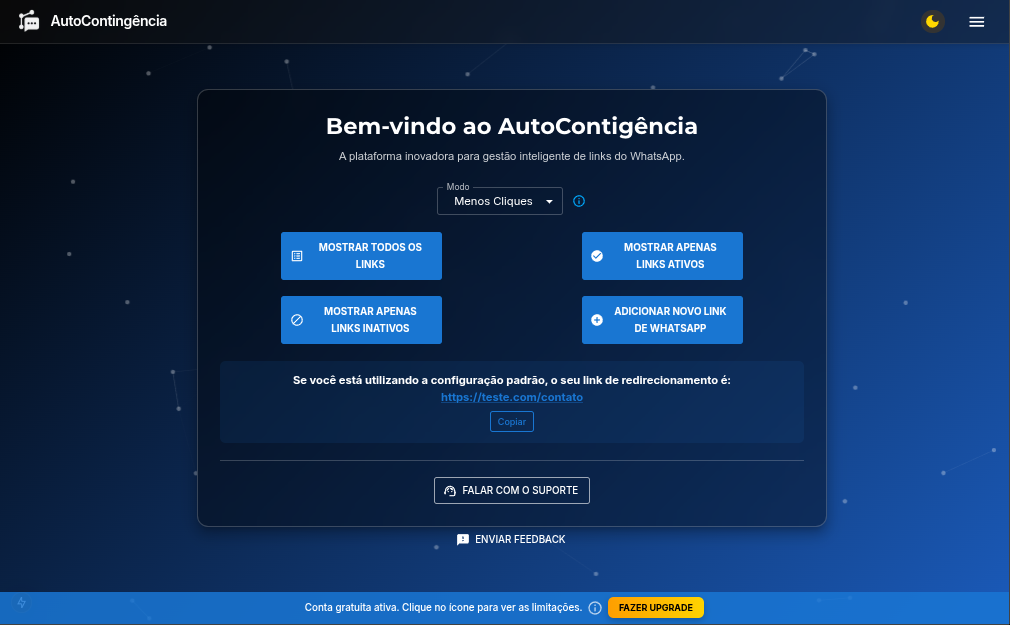 AutoContingência
Bem-vindo ao AutoContigência
A plataforma inovadora para gestão inteligente de links do WhatsApp.
Modo
Menos Cliques
MOSTRAR TODOS OS
LINKS
MOSTRAR APENAS
LINKS ATIVOS
MOSTRAR APENAS
LINKS INATIVOS
ADICIONAR NOVO LINK
DE WHATSAPP
Se você está utilizando a configuração padrão, o seu link de redirecionamento é:
https://teste.com/contato
Copiar
FALAR COM O SUPORTE
ENVIAR FEEDBACK
Conta gratuita ativa. Clique no ícone para ver as limitações.
FAZER UPGRADE